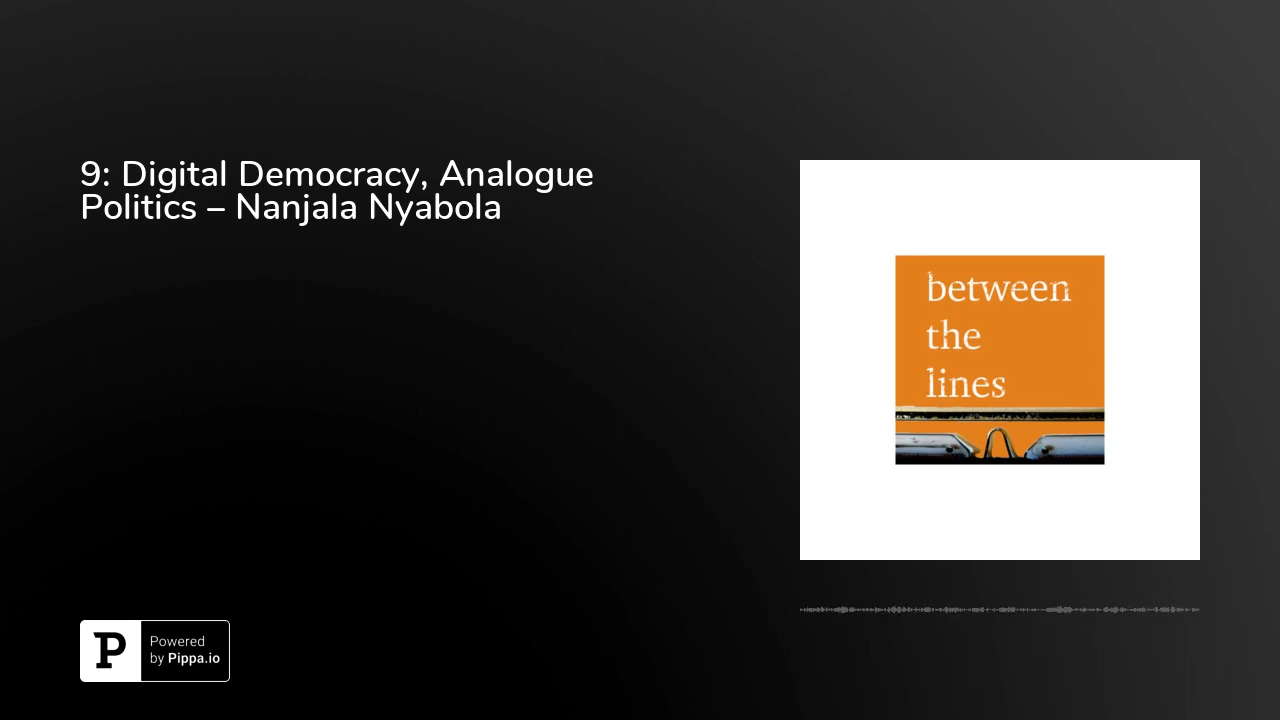 9: Digital Democracy, Analogue
Politics – Nanjala Nyabola
between
the
lines
P
Powered
by Pippa.io